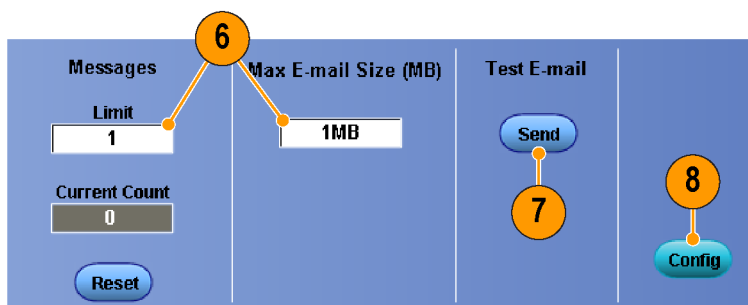 6
Messages
Limit
1
Current Count
0
Reset
Max E-mail Size (MB)
1MB
Test E-mail
Send
7
8
Config